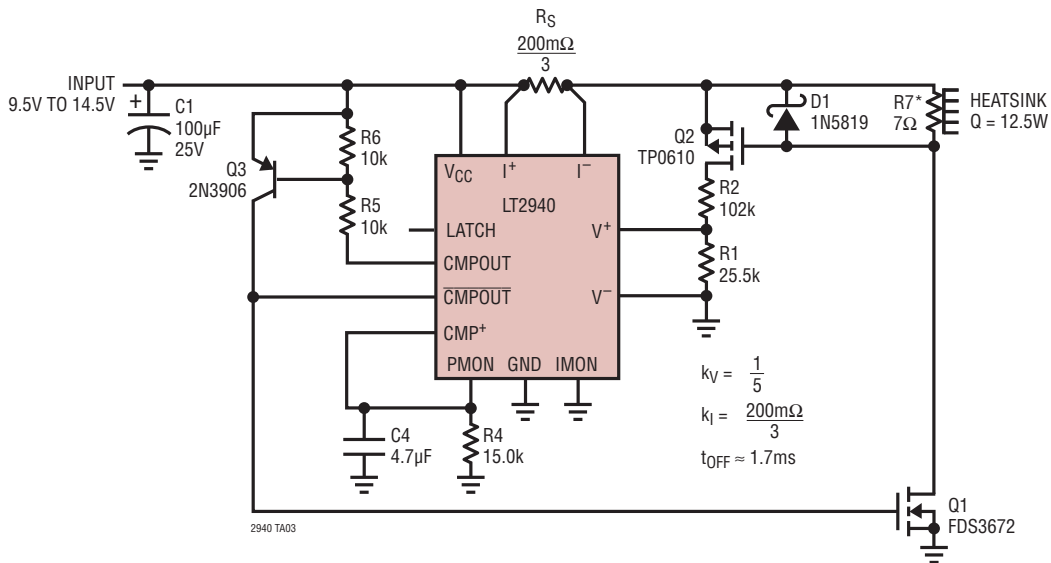 RS
200mΩ
3
INPUT
9.5V TO 14.5V
+
C1
100µF
25V
R6
10k
Q3
2N3906
R5
10k
VCC
I+
I−
LT2940
LATCH
CMPOUT
CMPOUT
CMP+
PMON
GND
IMON
V+
V−
Q2
TP0610
D1
1N5819
R7*
7Ω
HEATSINK
Q = 12.5W
R2
102k
R1
25.5k
kV = 1/5
kI = 200mΩ/3
tOFF ≈ 1.7ms
C4
4.7µF
R4
15.0k
Q1
FDS3672
2940 TA03